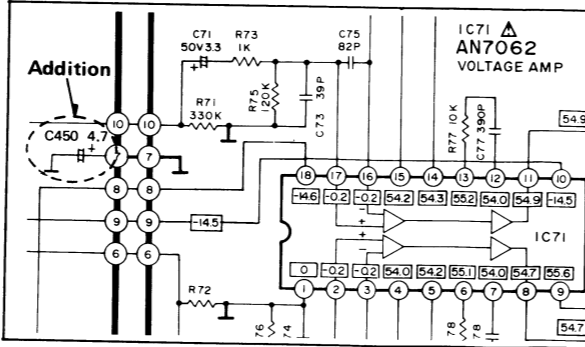 C71
50V3.3
R73
1K
C75
82P
IC71
AN7062
VOLTAGE AMP
Addition
R75
120K
39P
C73
R77 10K
C77 390P
54.9
C450 4.7
+
10 10
R71
330K
+
7
8 8
9 9
-14.5
6 6
18 17 16 15 14 13 12 11 10
-14.6 -0.2 -0.2 54.2 54.3 55.2 54.0 54.9 -14.5
IC71
0 -0.2 -0.2 54.0 54.2 55.1 54.0 54.7 55.6
1 2 3 4 5 6 7 8 9
R72
76
74
78
78
54.7